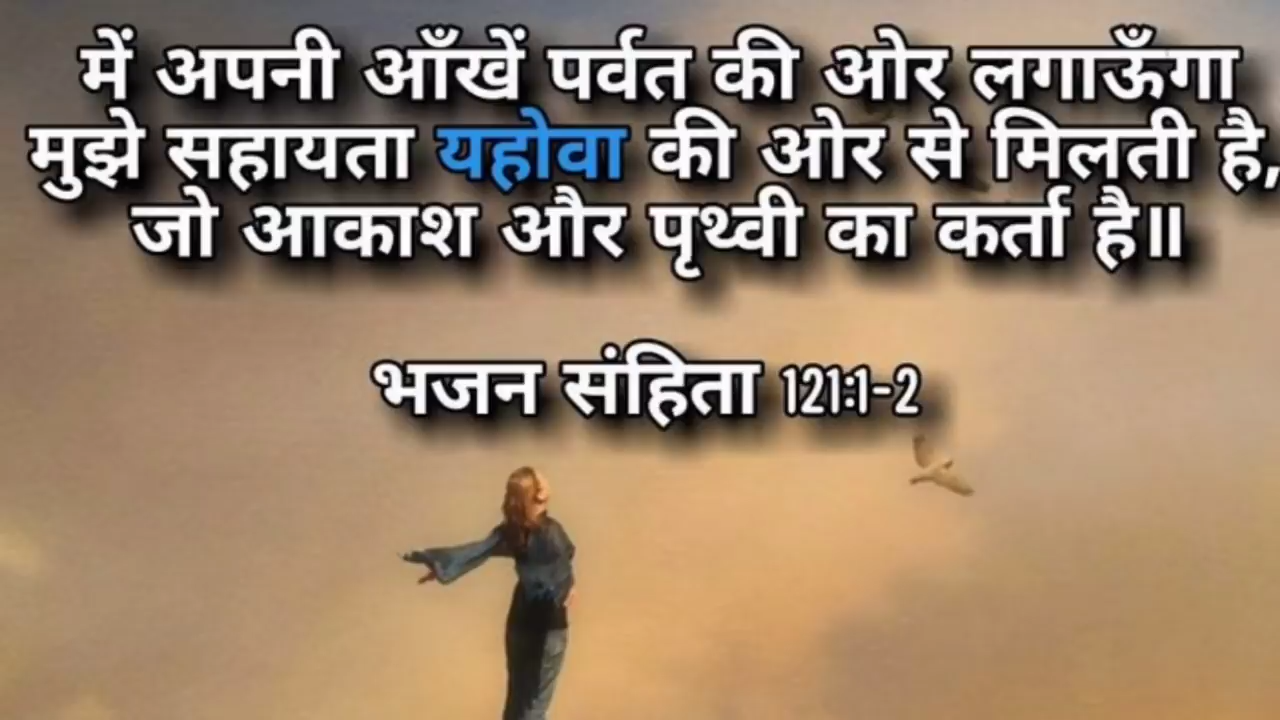 में अपनी आँखें पर्वत की ओर लगाऊँगा
मुझे सहायता यहोवा की ओर से मिलती है,
जो आकाश और पृथ्वी का कर्ता है॥
भजन संहिता 121:1-2